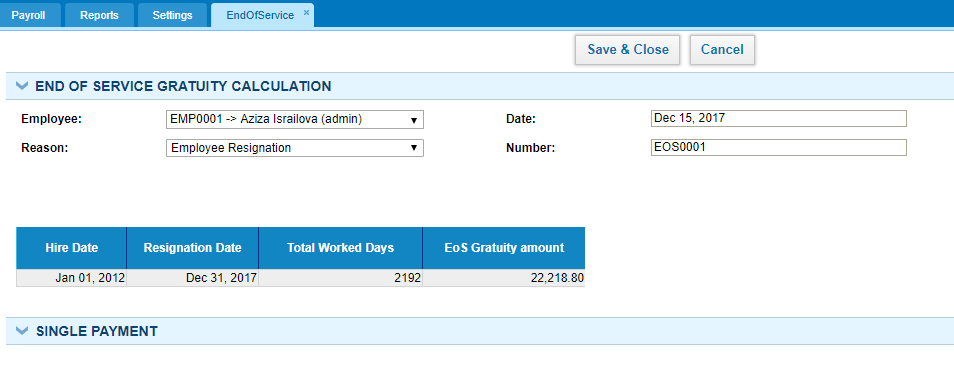 Payroll Reports Settings EndOfService ×
Save & Close Cancel
END OF SERVICE GRATUITY CALCULATION
Employee: EMP0001 -> Aziza Israilova (admin) Date: Dec 15, 2017
Reason: Employee Resignation Number: EOS0001
Hire Date Resignation Date Total Worked Days EoS Gratuity amount
Jan 01, 2012 Dec 31, 2017 2192 22,218.80
SINGLE PAYMENT